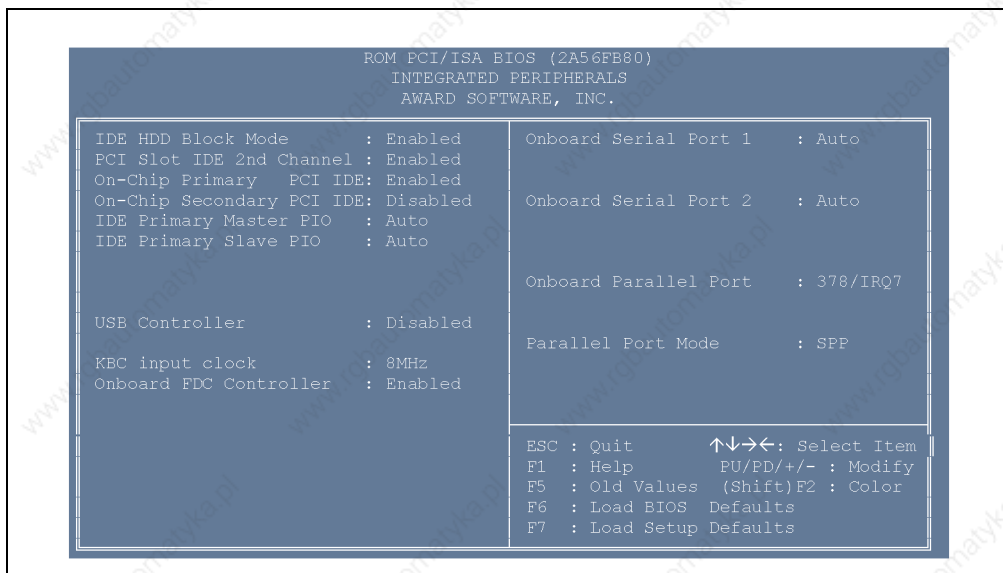 ROM PCI/ISA BIOS (2A56FB80)
INTEGRATED PERIPHERALS
AWARD SOFTWARE, INC.
IDE HDD Block Mode : Enabled
PCI Slot IDE 2nd Channel : Enabled
On-Chip Primary PCI IDE: Enabled
On-Chip Secondary PCI IDE: Disabled
IDE Primary Master PIO : Auto
IDE Primary Slave PIO : Auto
USB Controller : Disabled
KBC input clock : 8MHz
Onboard FDC Controller : Enabled
Onboard Serial Port 1 : Auto
Onboard Serial Port 2 : Auto
Onboard Parallel Port : 378/IRQ7
Parallel Port Mode : SPP
ESC : Quit ↑↓→←: Select Item
F1 : Help PU/PD/+/- : Modify
F5 : Old Values (Shift)F2 : Color
F6 : Load BIOS Defaults
F7 : Load Setup Defaults
www.rgbautomatyka.pl